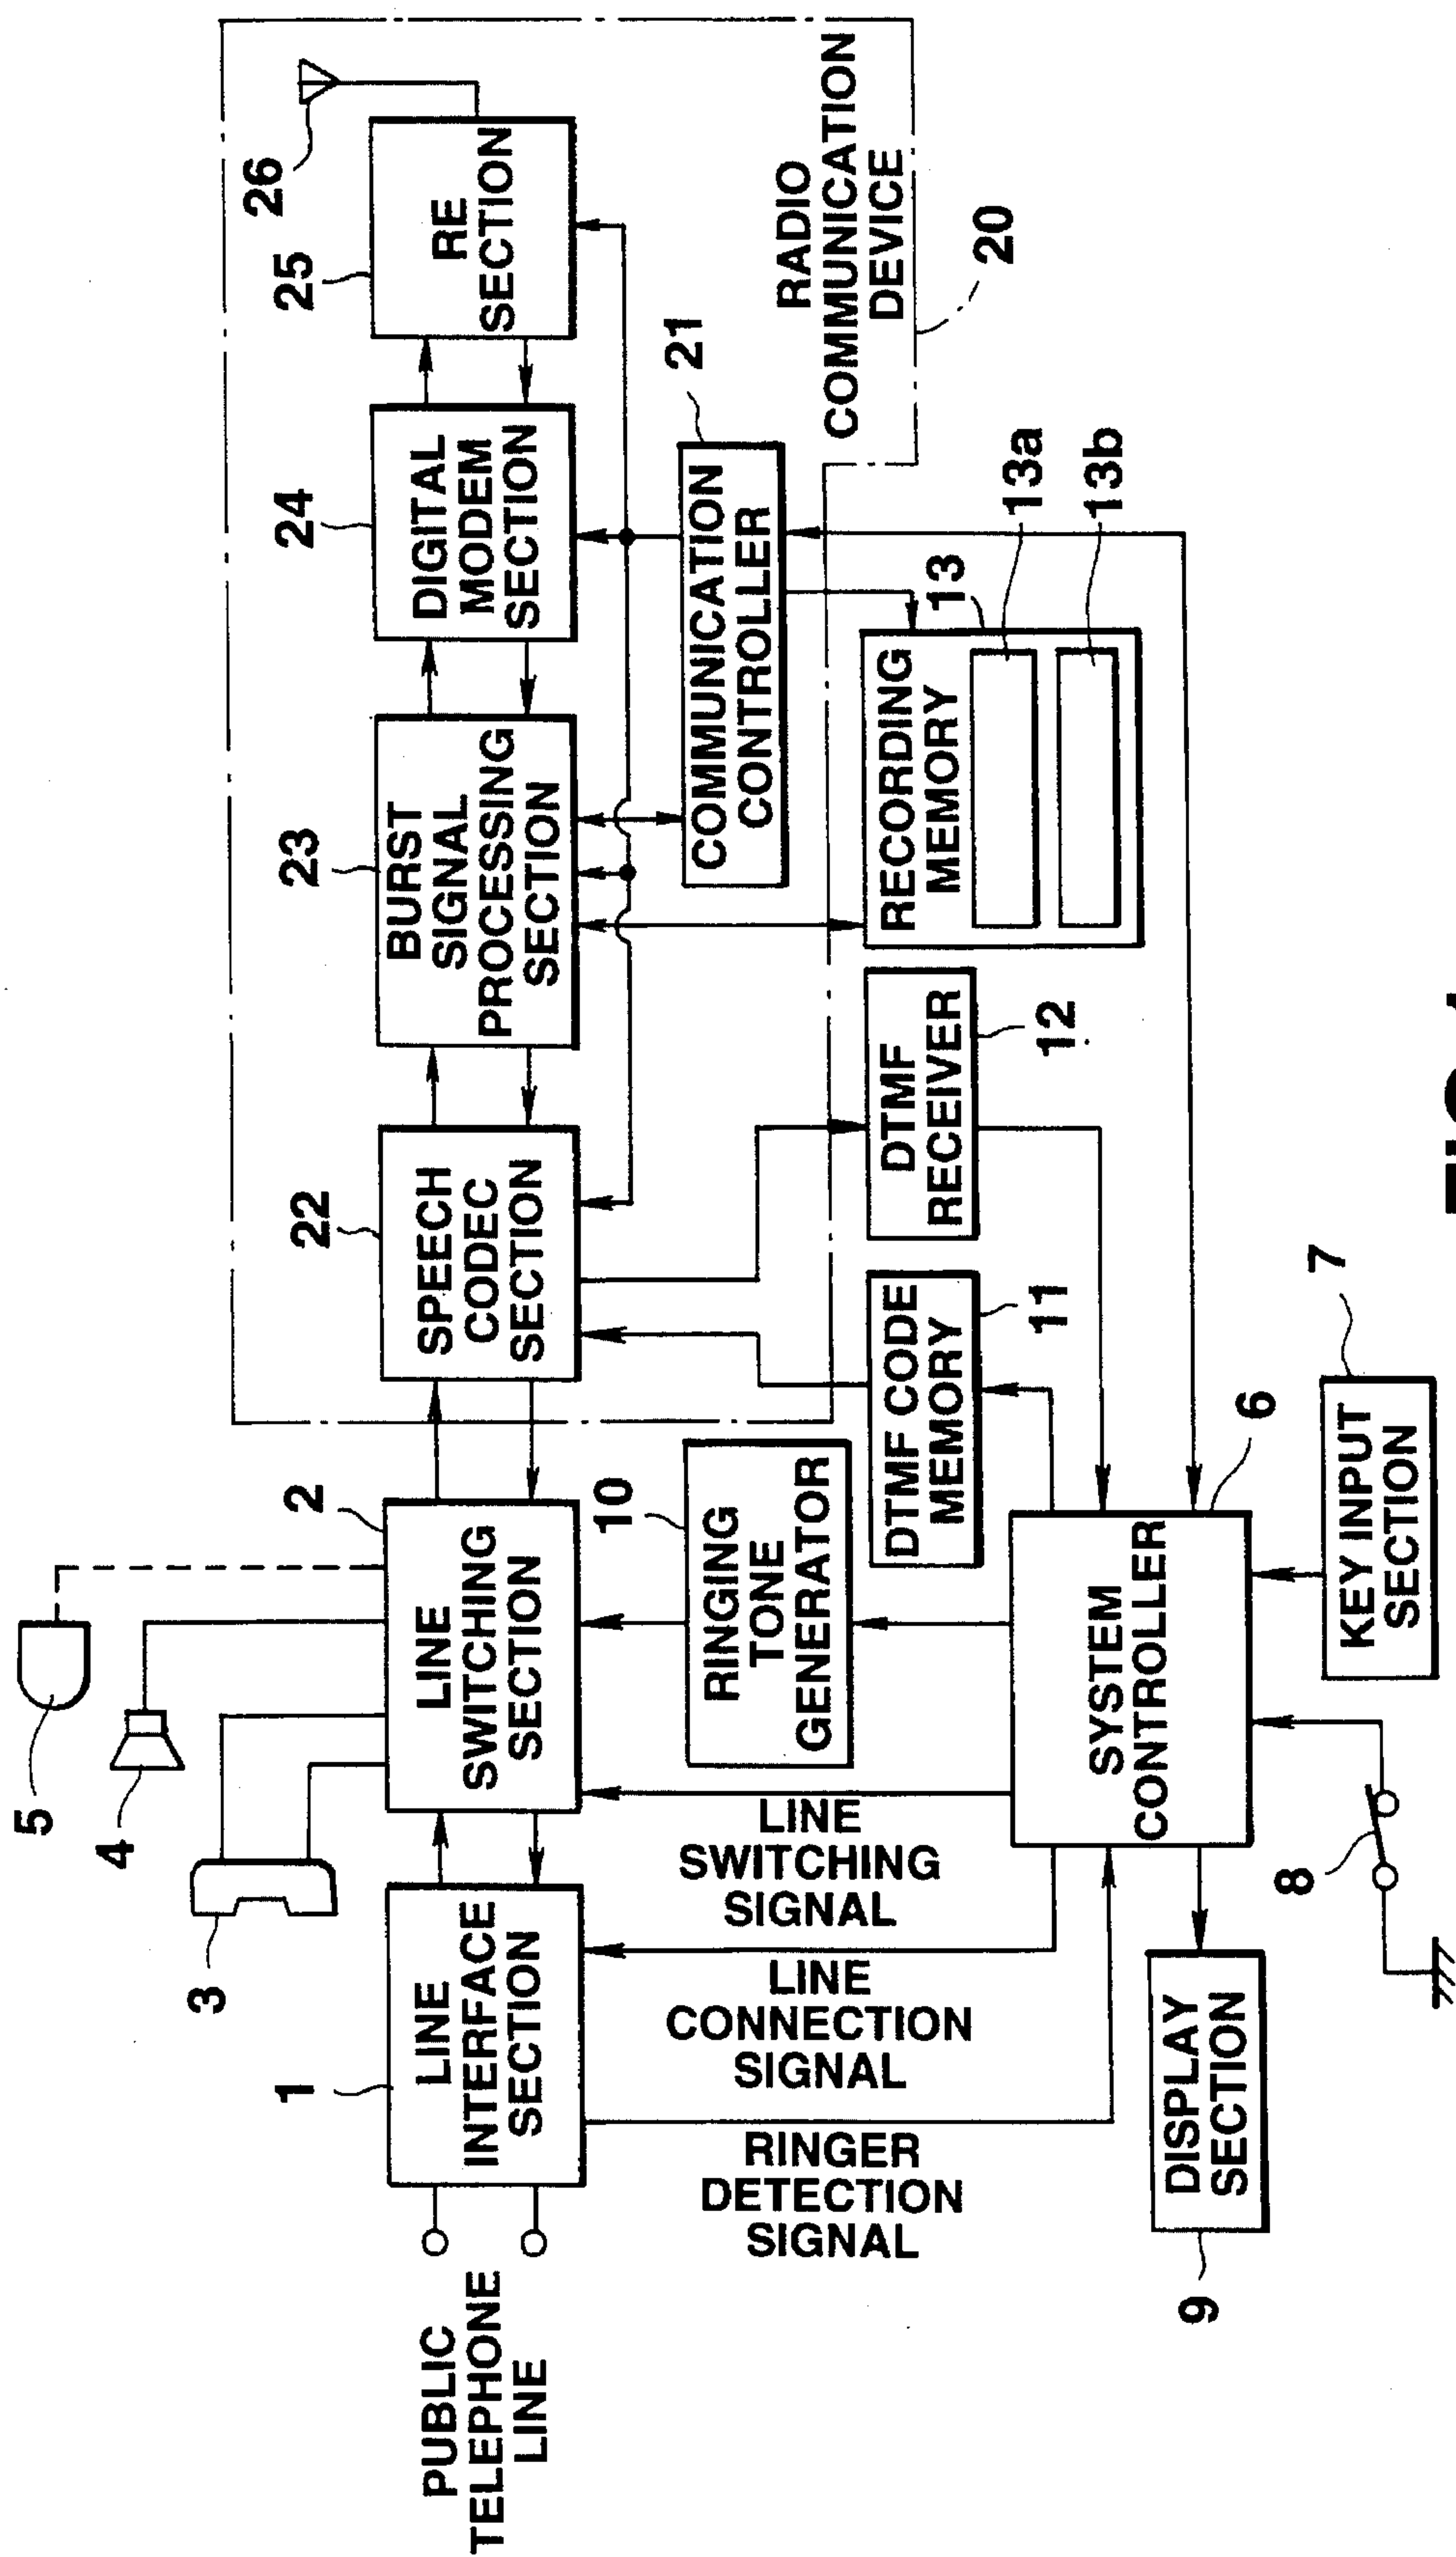 26
25
RE
SECTION
24
DIGITAL
MODEM
SECTION
23
BURST
SIGNAL
PROCESSING
SECTION
22
SPEECH
CODEC
SECTION
21
COMMUNICATION
CONTROLLER
RADIO
COMMUNICATION
DEVICE
20
13
RECORDING
MEMORY
13a
13b
DTMF
RECEIVER
12
DTMF CODE
MEMORY
11
5
4
3
2
LINE
SWITCHING
SECTION
10
RINGING
TONE
GENERATOR
6
SYSTEM
CONTROLLER
7
KEY INPUT
SECTION
8
1
LINE
INTERFACE
SECTION
LINE
SWITCHING
SIGNAL
LINE
CONNECTION
SIGNAL
RINGER
DETECTION
SIGNAL
DISPLAY
SECTION
9
PUBLIC
TELEPHONE
LINE